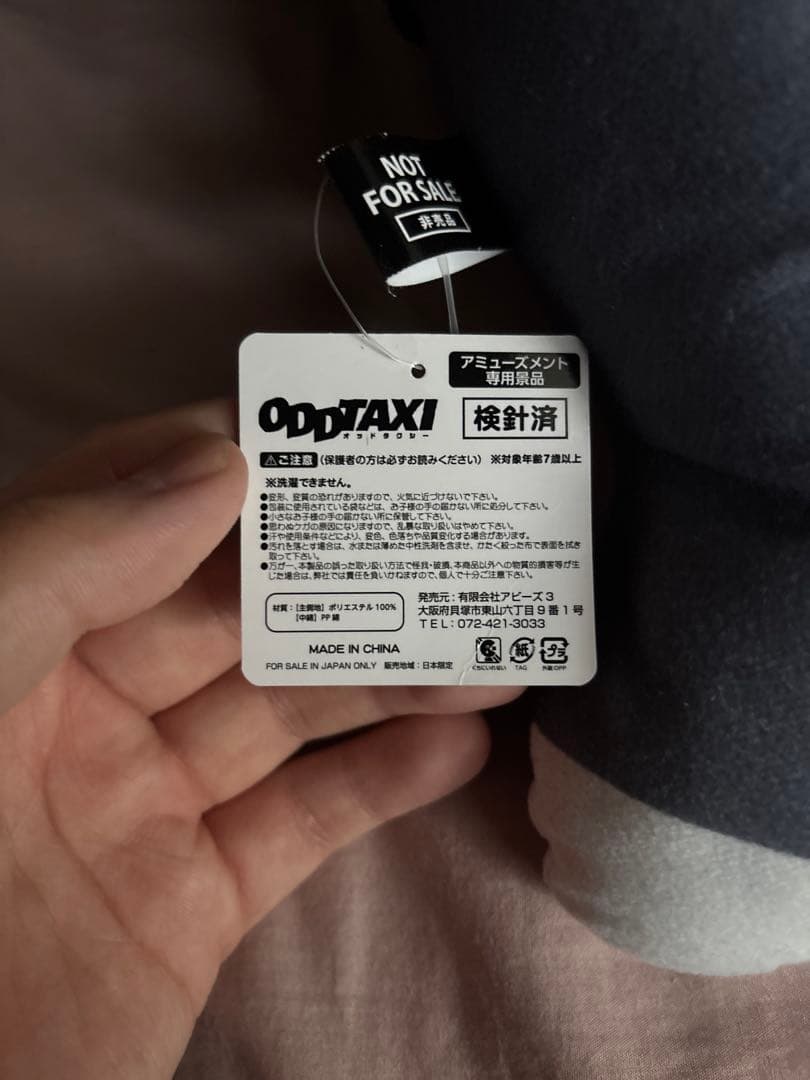 NOT
FOR SALE
非売品
アミューズメント
専用景品
ODDTAXI
オッドタクシー
検針済
⚠ご注意 (保護者の方は必ずお読みください) ※対象年齢7歳以上
※洗濯できません。
●変形、変質の恐れがありますので、火気に近づけないで下さい。
●包装に使用されている袋などは、お子様の手の届かない所に処分して下さい。
●小さなお子様の手の届かない所に保管して下さい。
●思わぬケガの原因になりますので、乱暴な取り扱いはやめて下さい。
●汗や使用条件などにより、変色、色落ちや品質変化する場合があります。
●汚れを落とす場合は、水または薄めた中性洗剤を含ませ、かたく絞った布で表面を拭き
取って下さい。
●万が一、本製品の誤った取り扱い方法で怪我・破損、本商品以外への物質的損害等が生
じた場合は、弊社では責任を負いかねますので、個人で十分ご注意下さい。
材質:【主側地】ポリエステル100%
【中綿】PP 綿
発売元:有限会社アピーズ3
大阪府貝塚市東山六丁目9番1号
TEL:072-421-3033
MADE IN CHINA
FOR SALE IN JAPAN ONLY 販売地域:日本限定
くちにいれない
紙
TAG
プラ
外装:OPP